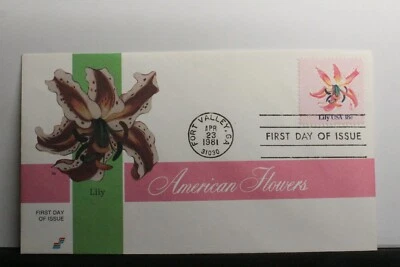 Lily USA 18c
FORT VALLEY, GA
APR
23
1981
31030
FIRST DAY OF ISSUE
American Flowers
Lily
FIRST DAY
OF ISSUE